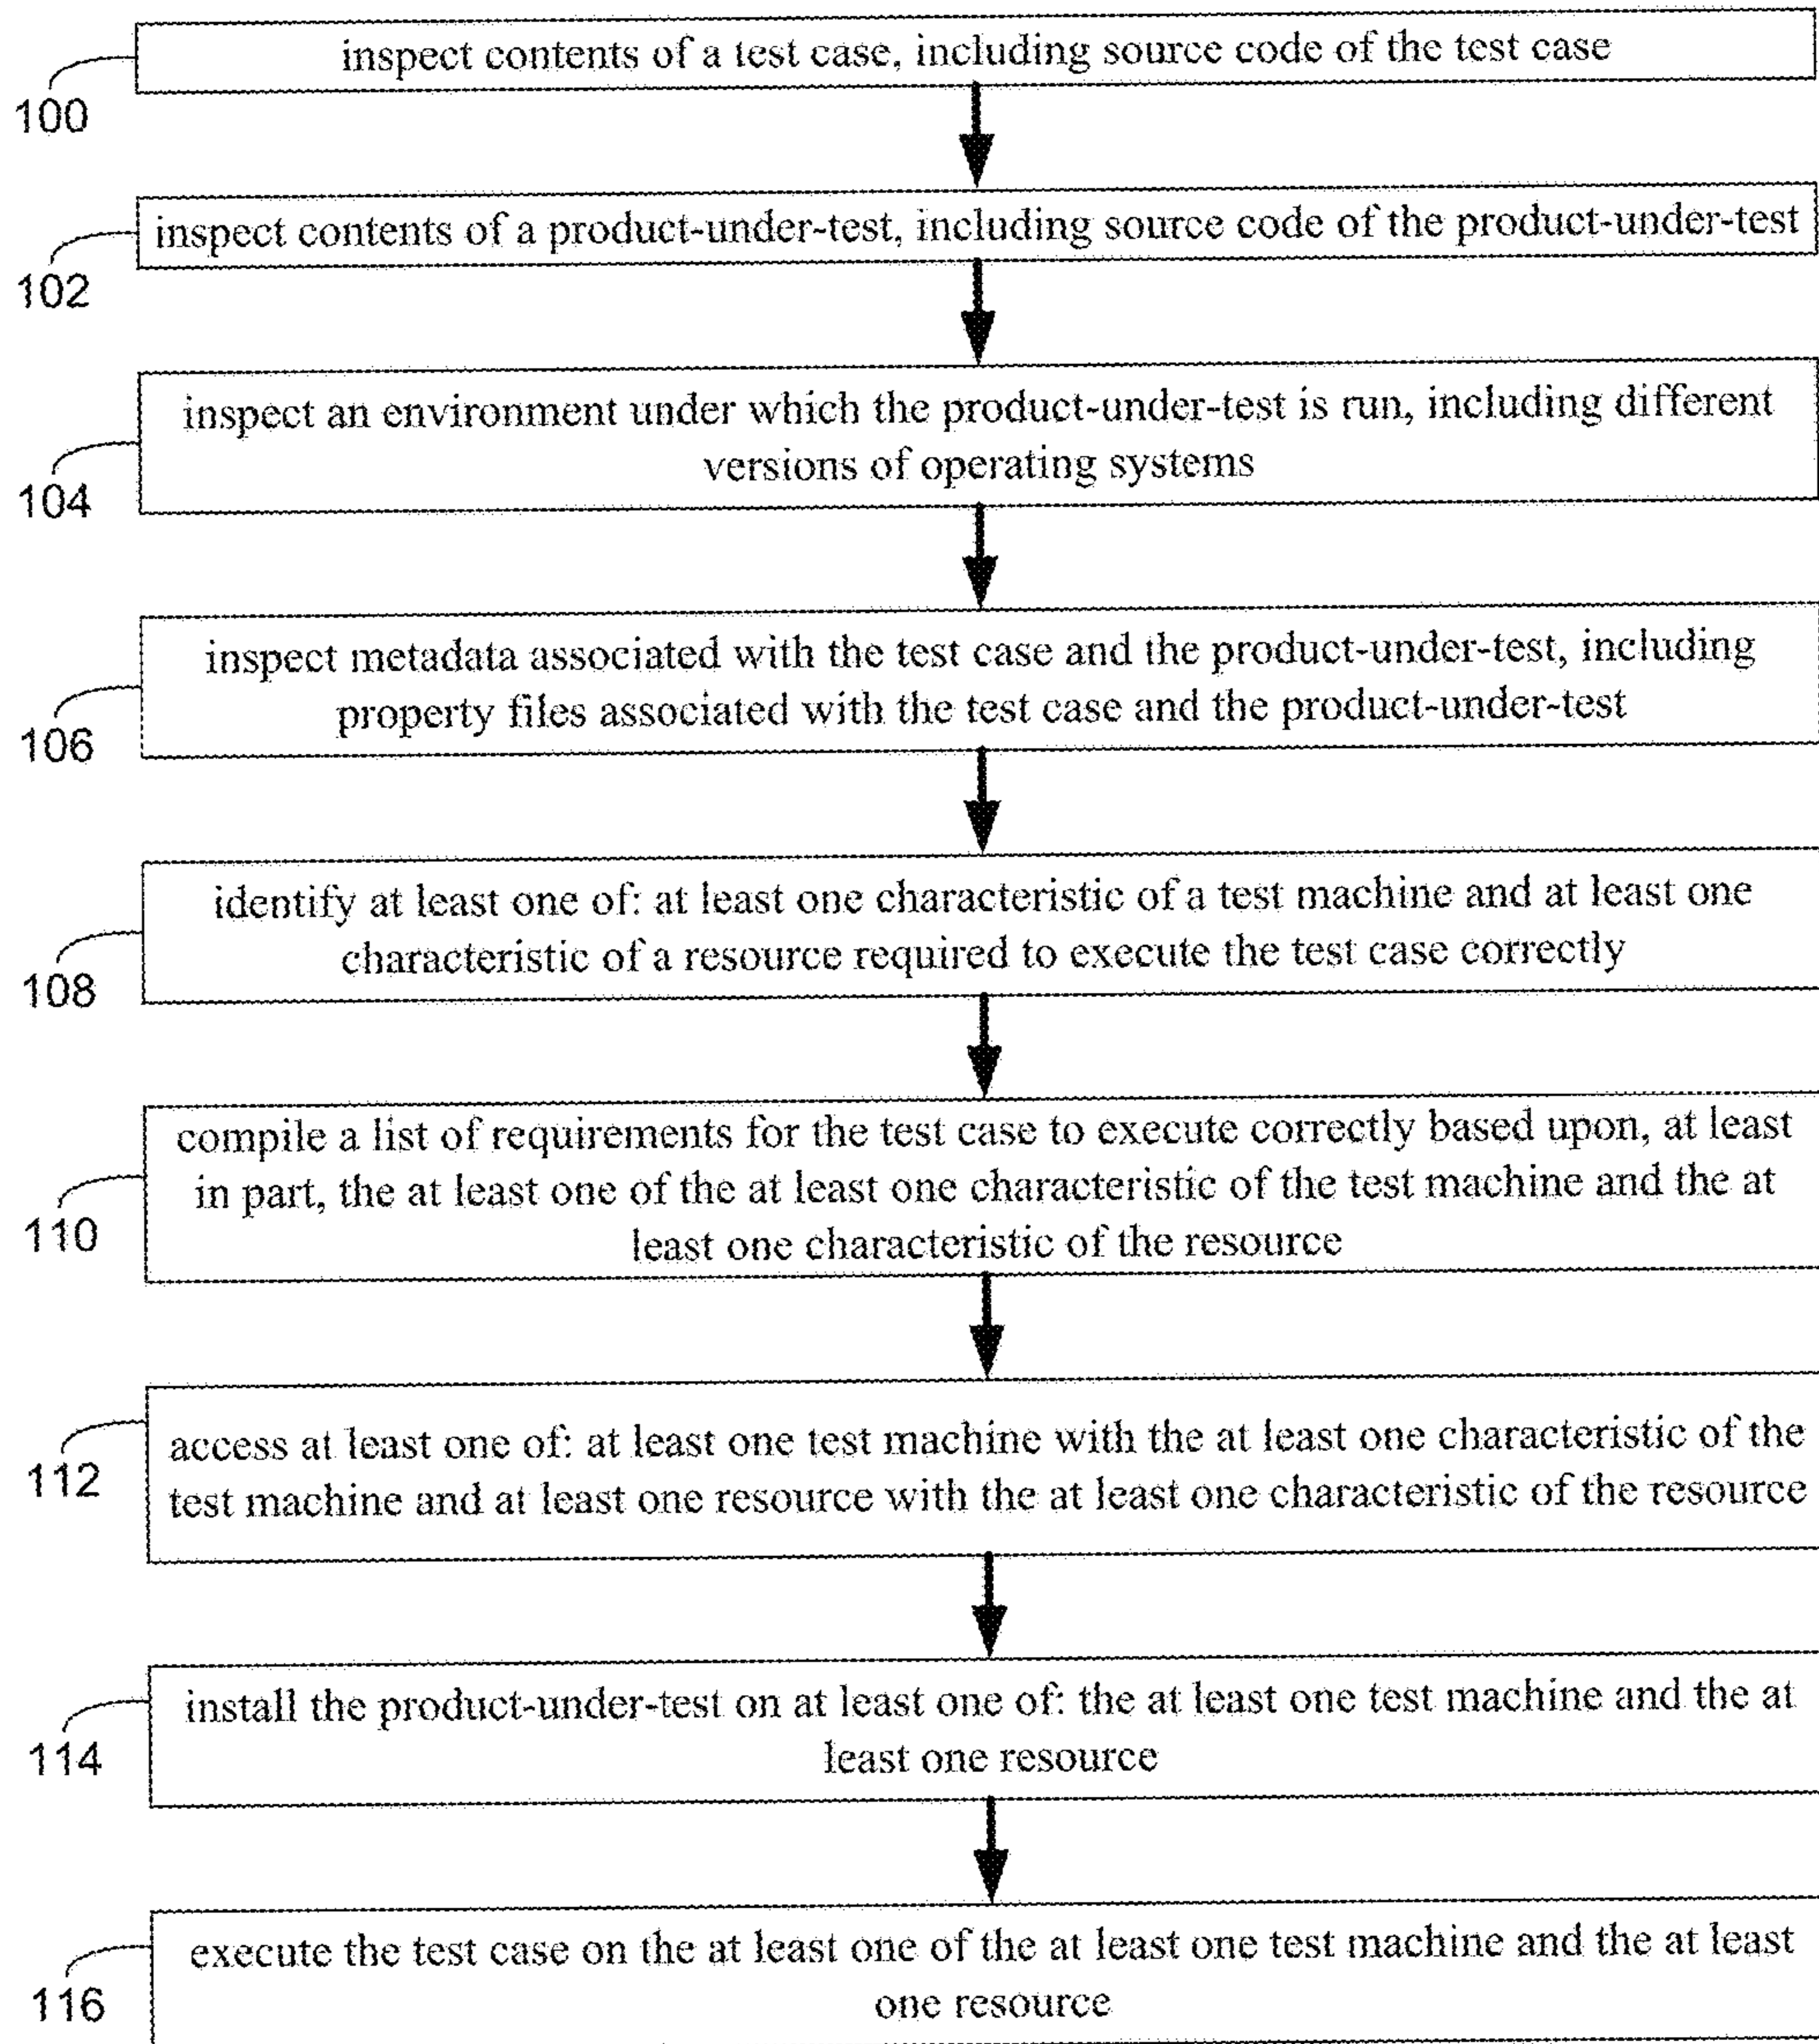 inspect contents of a test case, including source code of the test case
100
inspect contents of a product-under-test, including source code of the product-under-test
102
inspect an environment under which the product-under-test is run, including different
versions of operating systems
104
inspect metadata associated with the test case and the product-under-test, including
property files associated with the test case and the product-under-test
106
identify at least one of: at least one characteristic of a test machine and at least one
characteristic of a resource required to execute the test case correctly
108
compile a list of requirements for the test case to execute correctly based upon, at least
in part, the at least one of the at least one characteristic of the test machine and the at
least one characteristic of the resource
110
access at least one of: at least one test machine with the at least one characteristic of the
test machine and at least one resource with the at least one characteristic of the resource
112
install the product-under-test on at least one of: the at least one test machine and the at
least one resource
114
execute the test case on the at least one of the at least one test machine and the at least
one resource
116